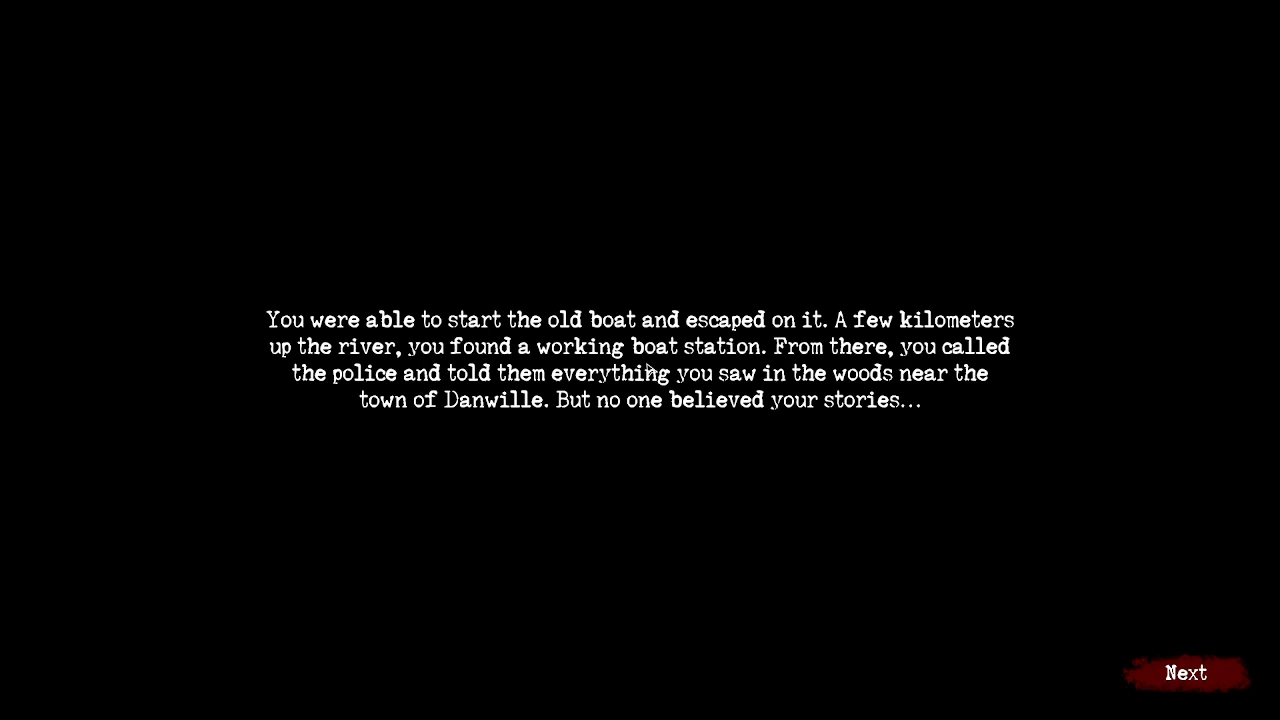 You were able to start the old boat and escaped on it. A few kilometers
up the river, you found a working boat station. From there, you called
the police and told them everything you saw in the woods near the
town of Danwille. But no one believed your stories...
Next